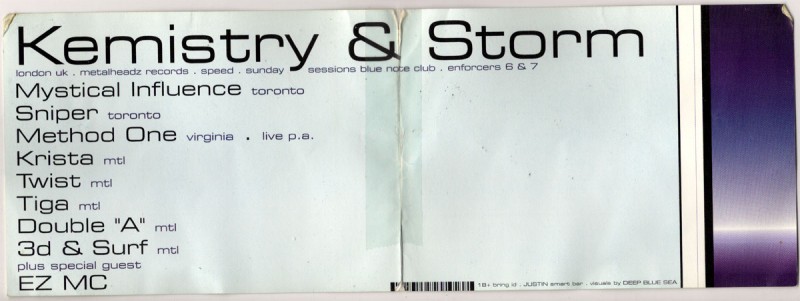 Kemistry & Storm
london uk . metalheadz records . speed . sunday sessions blue note club . enforcers 6 & 7
Mystical Influence toronto
Sniper toronto
Method One virginia . live p.a.
Krista mtl
Twist mtl
Tiga mtl
Double "A" mtl
3d & Surf mtl
plus special guest
EZ MC
18+ bring id . JUSTIN smart bar . visuals by DEEP BLUE SEA